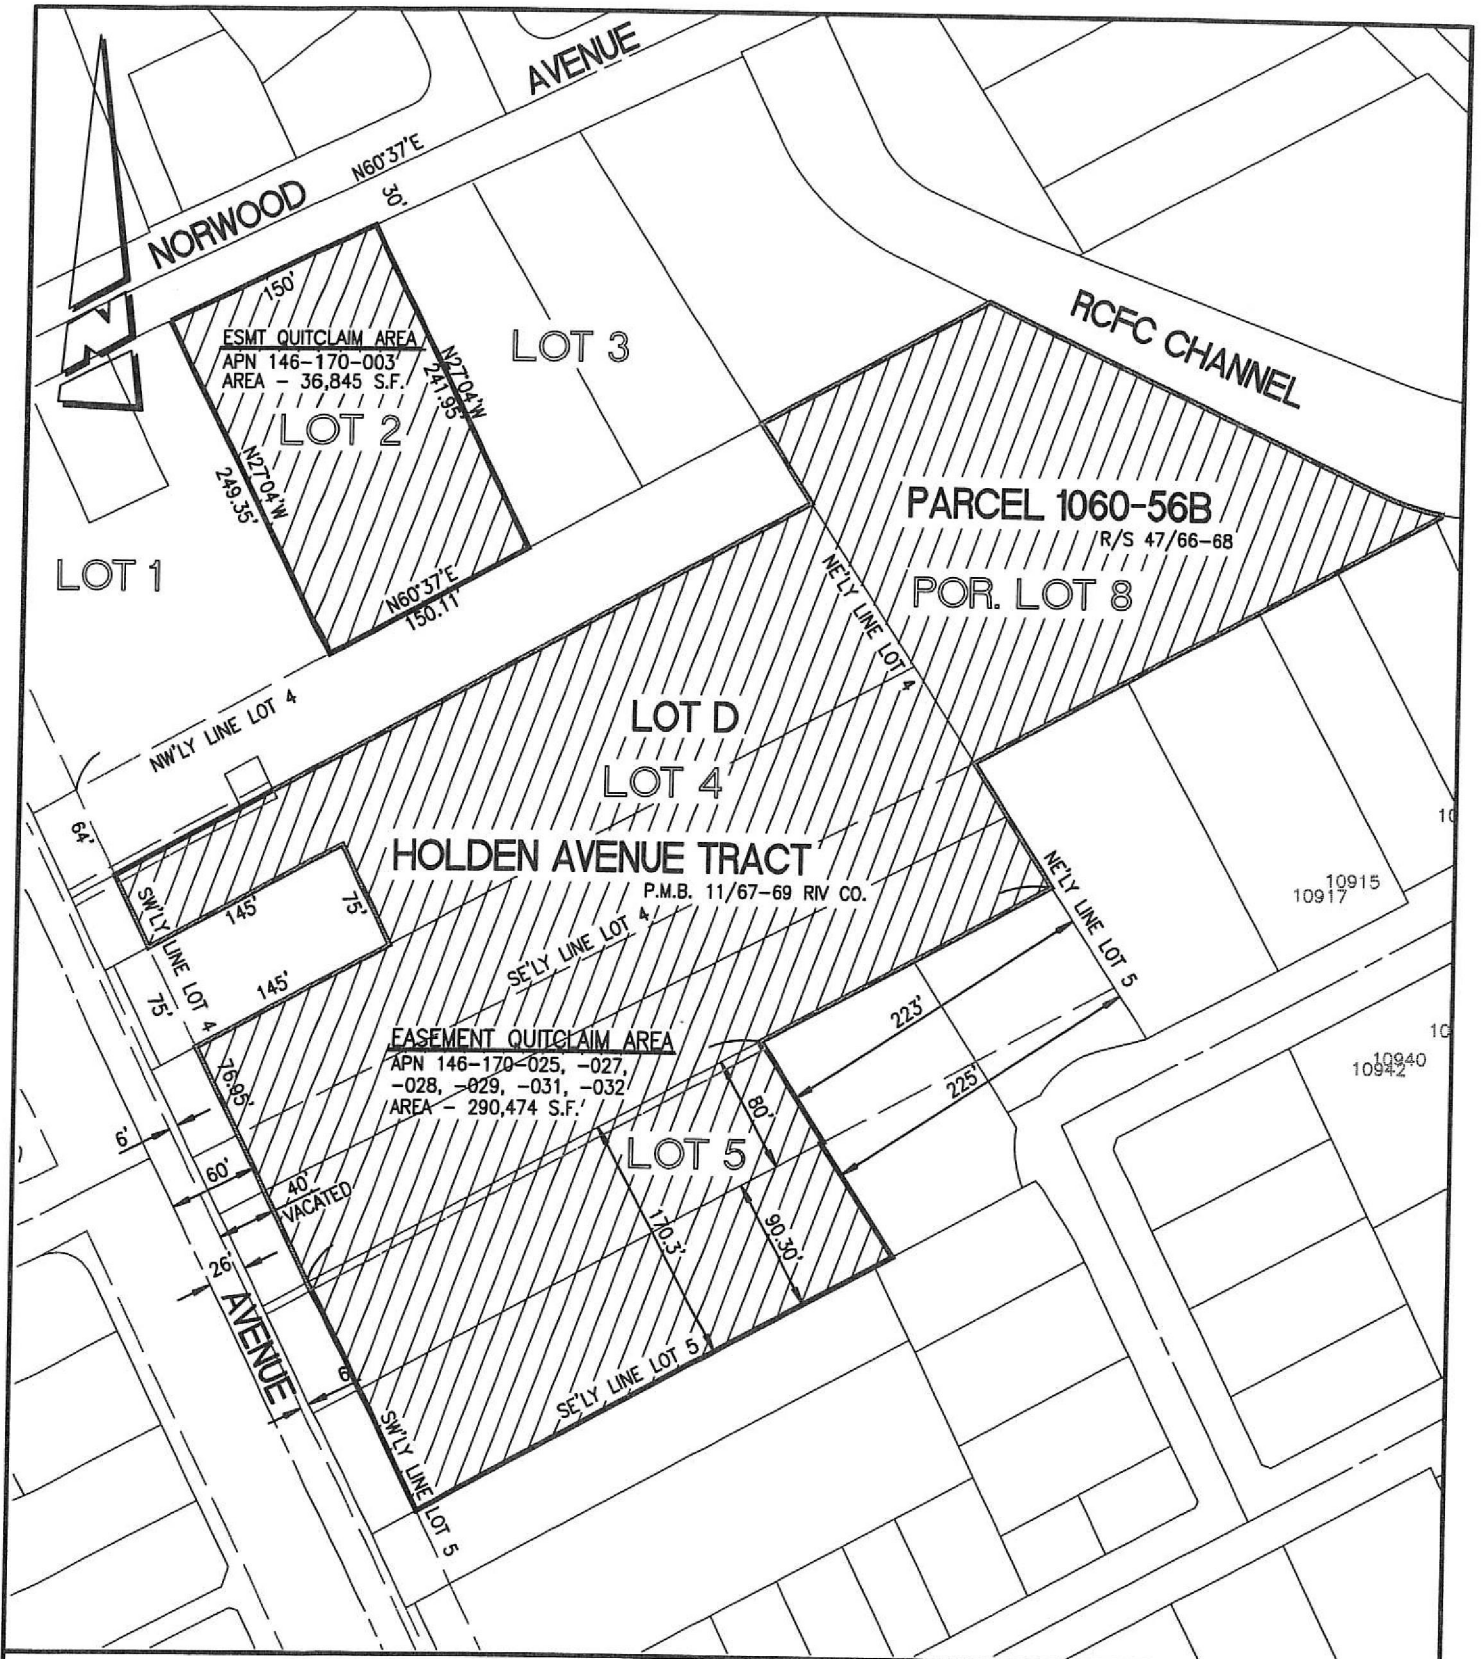 AVENUE
N60°37'E
30'
NORWOOD
150'
ESMT QUITCLAIM AREA
APN 146-170-003
AREA - 36,845 S.F.
LOT 2
N27°04'W
241.95'
N27°04'W
249.35'
N60°37'E
150.11'
LOT 3
LOT 1
RCFC CHANNEL
PARCEL 1060-56B
R/S 47/66-68
POR. LOT 8
NE'LY LINE LOT 4
NW'LY LINE LOT 4
LOT D
LOT 4
HOLDEN AVENUE TRACT
P.M.B. 11/67-69 RIV CO.
64'
SW'LY LINE LOT 4
145'
75'
SE'LY LINE LOT 4
NE'LY LINE LOT 5
10915
10917
10
75'
145'
EASEMENT QUITCLAIM AREA
APN 146-170-025, -027,
-028, -029, -031, -032
AREA - 290,474 S.F.
76.95'
223'
225'
10
10940
10942
80'
LOT 5
6'
60'
40'
VACATED
170.3'
90.30'
26'
AVENUE
6'
SE'LY LINE LOT 5
SW'LY LINE LOT 5
N